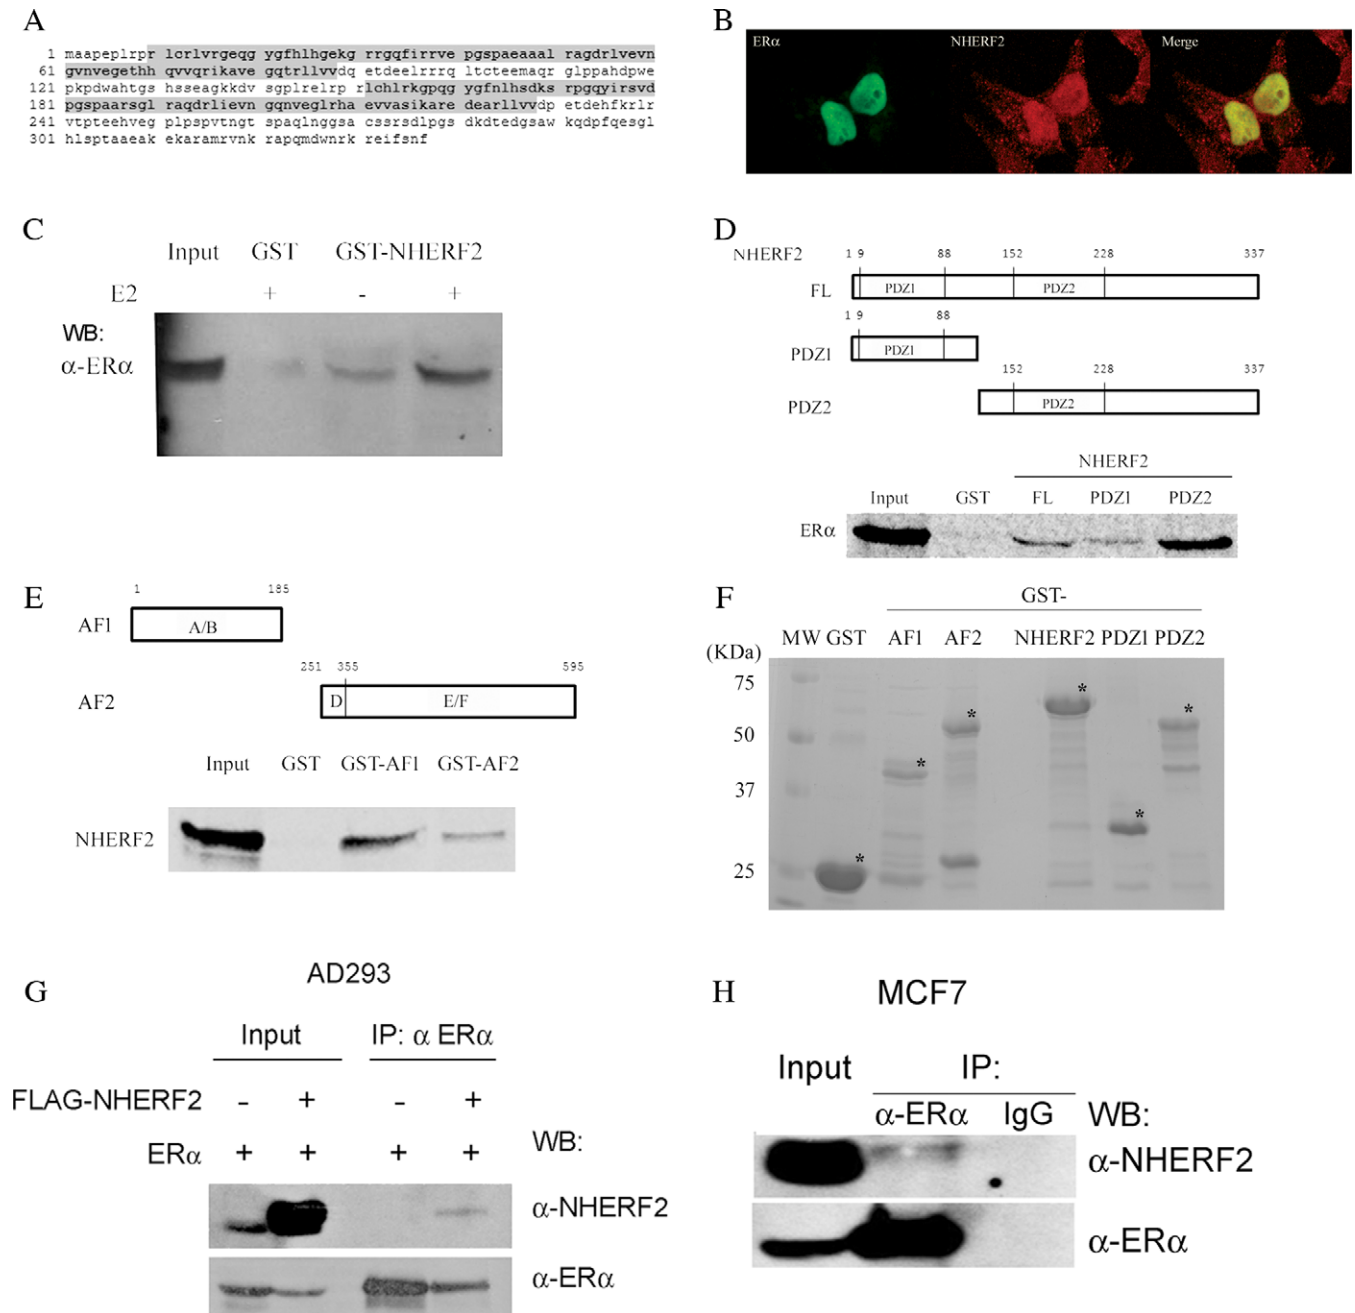 A
1 maapeplrpr lcrlvrgeqg ygfhlhgekg rrgqfirrve pgspaeaaal ragdrlvevn
61 gvnvegethh qvvqrikave gqtrllvvdq etdeelrrrq ltcteemaqr glppahdpwe
121 pkpdwahtgs hsseagkkdv sgplrelrp rlchlrkgpqg ygfnlhsdks rpgqyirsvd
181 pgspaarsgl raqdrlievn gqnveglrha evvasikare dearllvvdp etdehfkrlr
241 vtpteehveg plpspvtngt spaqlnggsa cssrsdlpgs dkdtedgsaw kqdpfqesgl
301 hlsptaaeak ekaramrvnk rapqmdwnrk reifsnf
B
ERα NHERF2 Merge
C
Input GST GST-NHERF2
E2 + - +
WB:
α-ERα
D
NHERF2 1 9 88 152 228 337
FL PDZ1 PDZ2
1 9 88
PDZ1 PDZ1
152 228 337
PDZ2 PDZ2
NHERF2
Input GST FL PDZ1 PDZ2
ERα
E
1 185
AF1 A/B
251 355 595
AF2 D E/F
Input GST GST-AF1 GST-AF2
NHERF2
F
GST-
MW GST AF1 AF2 NHERF2 PDZ1 PDZ2
(KDa)
75
50
37
25
* * * * * *
G
AD293
Input IP: α ERα
FLAG-NHERF2 - + - +
ERα + + + +
WB:
α-NHERF2
α-ERα
H
MCF7
Input IP:
α-ERα IgG WB:
α-NHERF2
α-ERα